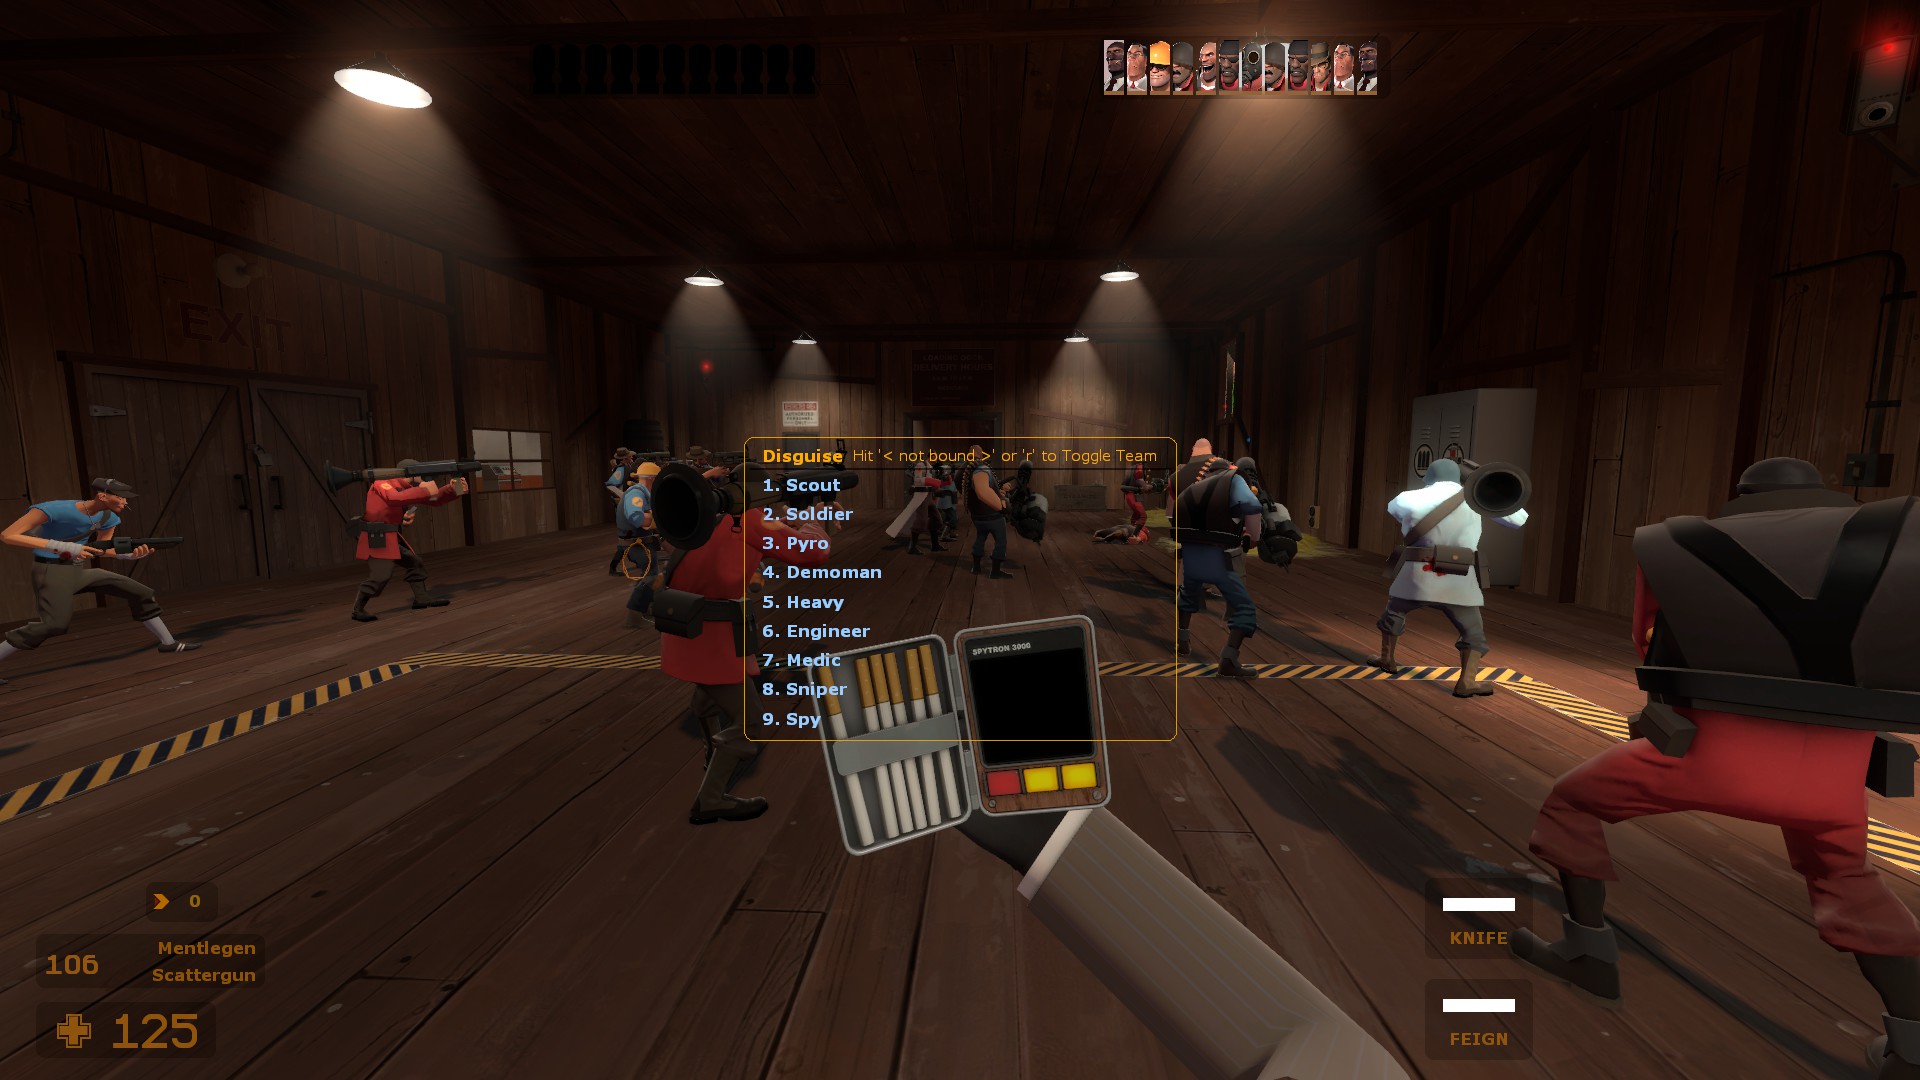 EXIT
Disguise Hit '< not bound >' or 'r' to Toggle Team
1. Scout
2. Soldier
3. Pyro
4. Demoman
5. Heavy
6. Engineer
7. Medic
8. Sniper
9. Spy
SPYTRON 3000
0
106
Mentlegen
Scattergun
125
KNIFE
FEIGN